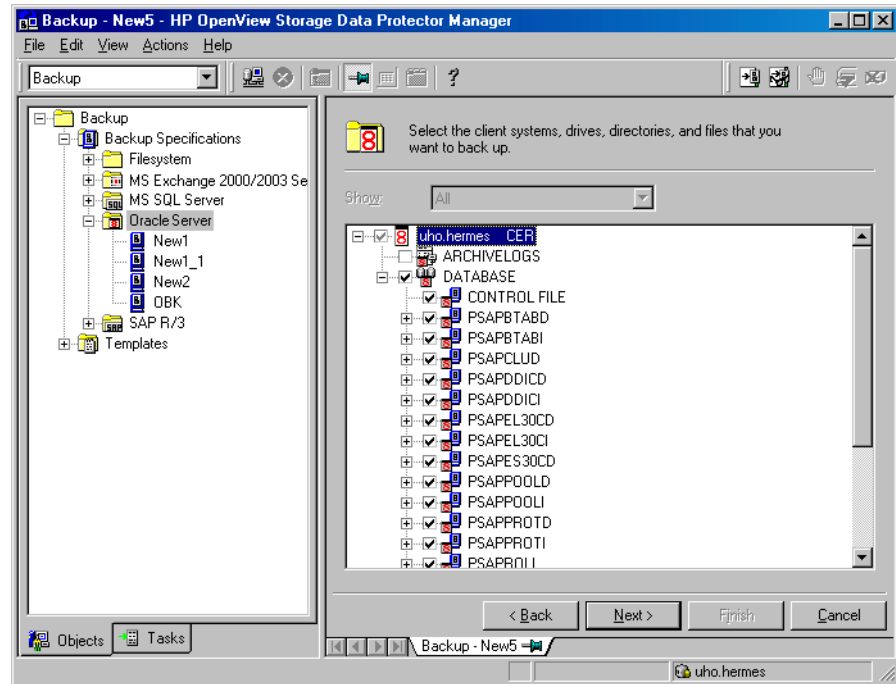 Backup - New5 - HP OpenView Storage Data Protector Manager
File Edit View Actions Help
Backup
Backup
Backup Specifications
Filesystem
MS Exchange 2000/2003 Se
MS SQL Server
Oracle Server
New1
New1_1
New2
OBK
SAP R/3
Templates
Objects
Tasks
Select the client systems, drives, directories, and files that you
want to back up.
Show:
All
uho.hermes CER
ARCHIVELOGS
DATABASE
CONTROL FILE
PSAPBTABD
PSAPBTABI
PSAPCLUD
PSAPDDICD
PSAPDDICI
PSAPEL30CD
PSAPEL30CI
PSAPES30CD
PSAPPOOLD
PSAPPOOLI
PSAPPROTD
PSAPPROTI
< Back
Next >
Finish
Cancel
Backup - New5
uho.hermes